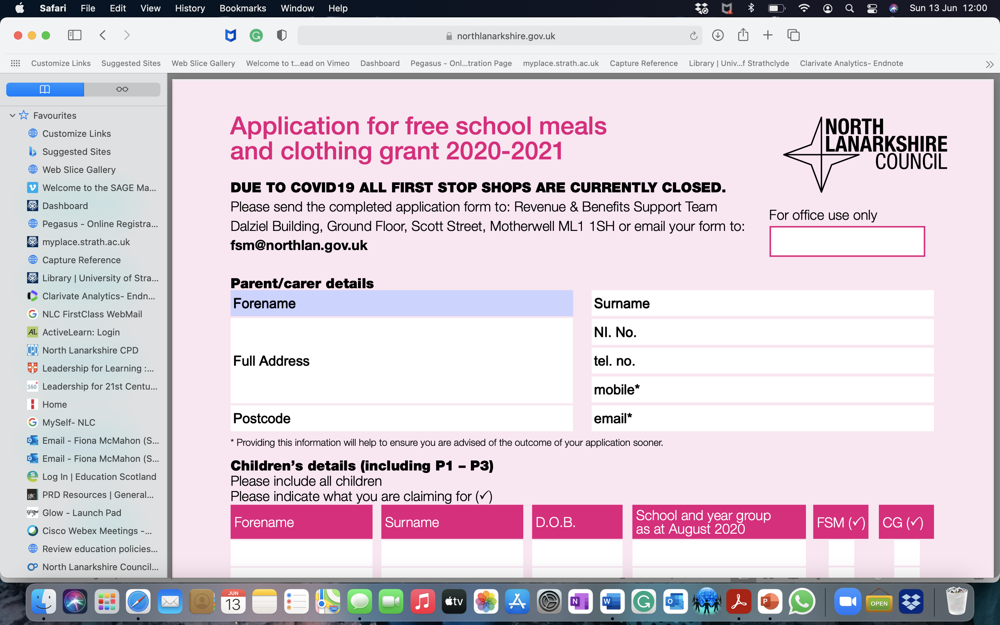 Safari File Edit View History Bookmarks Window Help Sun 13 Jun 12:00
northlanarkshire.gov.uk
Customize Links Suggested Sites Web Slice Gallery Welcome to t...ead on Vimeo Dashboard Pegasus - Onl...tration Page myplace.strath.ac.uk Capture Reference Library | Univ...f Strathclyde Clarivate Analytics- Endnote
Favourites
Customize Links
Suggested Sites
Web Slice Gallery
Welcome to the SAGE Ma...
Dashboard
Pegasus - Online Registra...
myplace.strath.ac.uk
Capture Reference
Library | University of Stra...
Clarivate Analytics- Endn...
NLC FirstClass WebMail
AL ActiveLearn: Login
CPD North Lanarkshire CPD
Leadership for Learning :...
360° Leadership for 21st Centu...
Home
MySelf- NLC
Email - Fiona McMahon (S...
Email - Fiona McMahon (S...
Log In | Education Scotland
PRD Resources | General...
glow Glow - Launch Pad
Cisco Webex Meetings -...
Review education policies...
North Lanarkshire Council...
Application for free school meals
and clothing grant 2020-2021
NORTH
LANARKSHIRE
COUNCIL
DUE TO COVID19 ALL FIRST STOP SHOPS ARE CURRENTLY CLOSED.
Please send the completed application form to: Revenue & Benefits Support Team
Dalziel Building, Ground Floor, Scott Street, Motherwell ML1 1SH or email your form to:
fsm@northlan.gov.uk
For office use only
Parent/carer details
Forename
Surname
NI. No.
Full Address
tel. no.
mobile*
Postcode
email*
* Providing this information will help to ensure you are advised of the outcome of your application sooner.
Children's details (including P1 – P3)
Please include all children
Please indicate what you are claiming for (✓)
Forename Surname D.O.B. School and year group as at August 2020 FSM (✓) CG (✓)
JUN
13
280
tv
N
W
O
P
OPEN